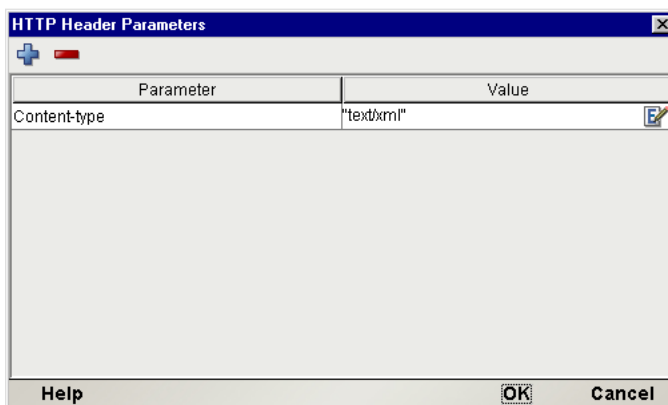 HTTP Header Parameters
Parameter Value
Content-type "text/xml"
Help OK Cancel